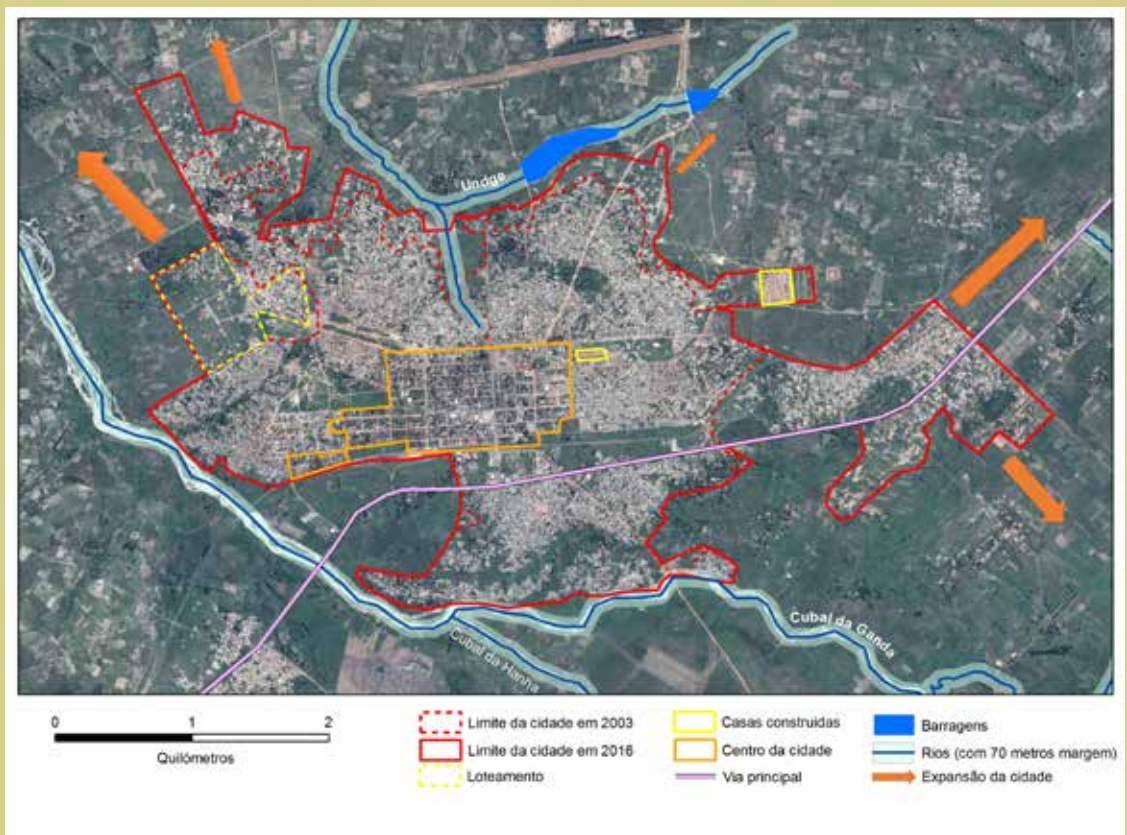 Undge
Cubal da Ganda
Cubal da Hanha
0 1 2
Quilómetros
Limite da cidade em 2003
Limite da cidade em 2016
Loteamento
Casas construidas
Centro da cidade
Via principal
Barragens
Rios (com 70 metros margem)
Expansão da cidade